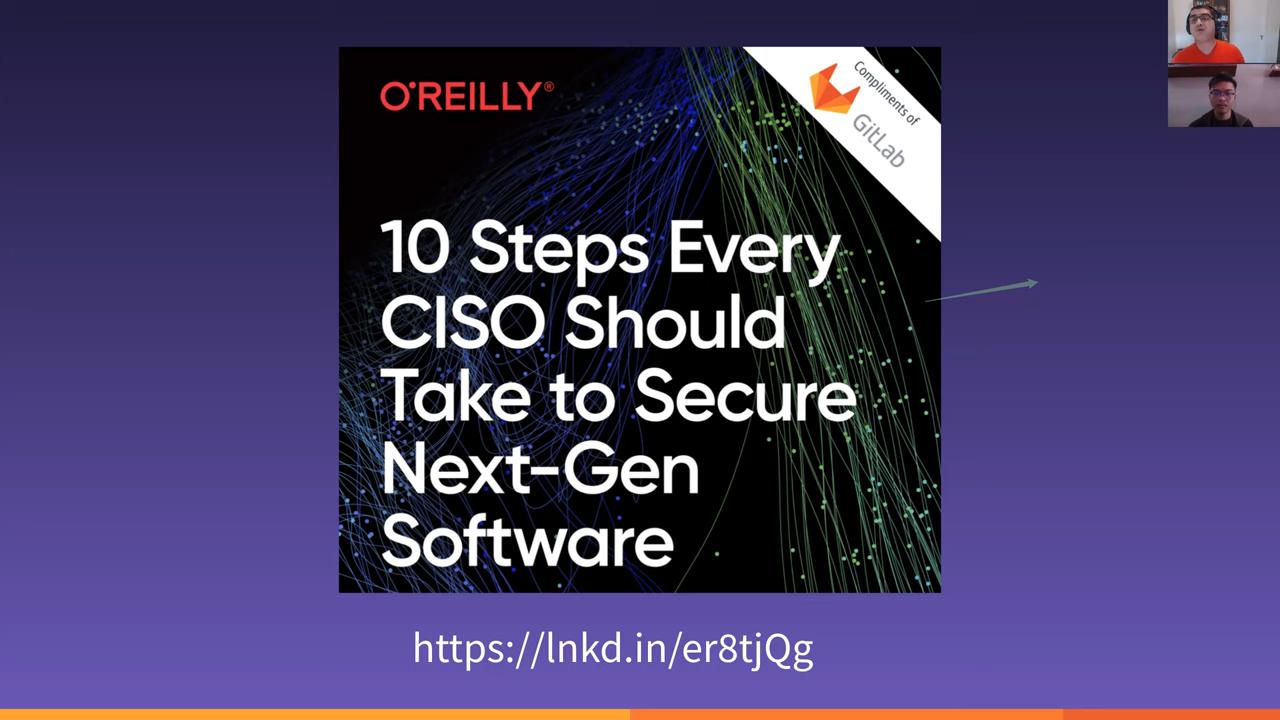 O'REILLY®
Compliments of
GitLab
10 Steps Every
CISO Should
Take to Secure
Next-Gen
Software
https://lnkd.in/er8tjQg